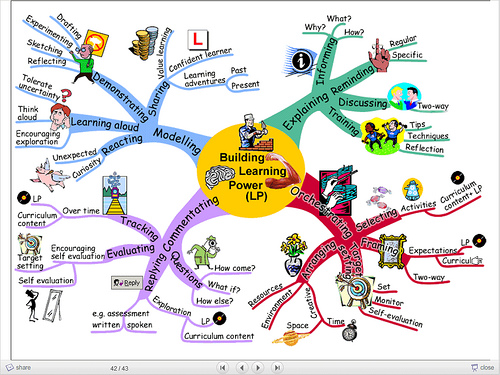 Building
Learning
Power
(LP)
Modelling
Demonstrating
Drafting
Experimenting
Sketching
Reflecting
Sharing
Value learning
L
Confident learner
Learning
adventures
Past
Present
Learning aloud
Tolerate
uncertainty
Think
aloud
Encouraging
exploration
Reacting
Unexpected
Curiosity
Explaining
Informing
Why?
What?
How?
Reminding
Regular
Specific
Discussing
Two-way
Training
Tips
Techniques
Reflection
Orchestrating
Selecting
Activities
Curriculum
content+ LP
Framing
Expectations
LP
Two-way
Target
setting
Set
Monitor
Self-evaluation
Arranging
Resources
Environment
Creative
Space
Time
Commentating
Tracking
Over time
LP
Curriculum
content
Evaluating
Encouraging
self evaluation
Target
setting
Self evaluation
Replying
Reply
e.g. assessment
written
spoken
Questions
How come?
What if?
How else?
Exploration
LP
Curriculum content
share
42 / 43
close